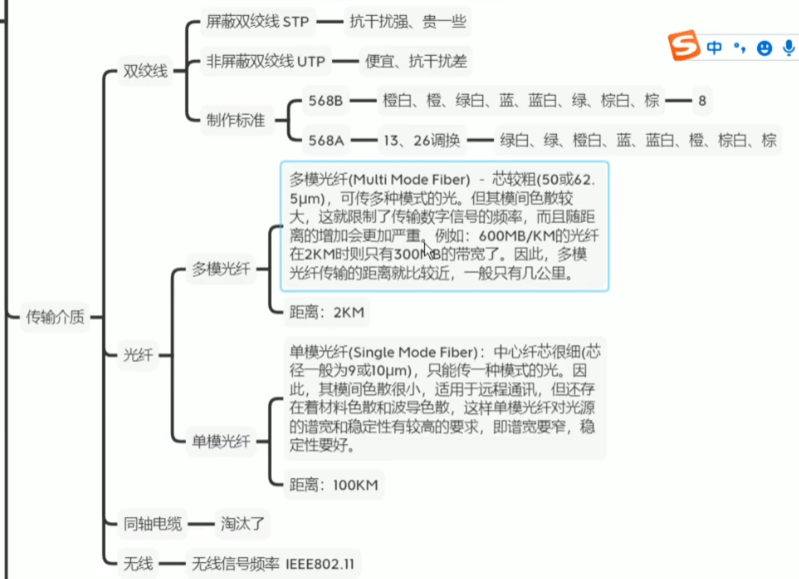 屏蔽双绞线 STP
抗干扰强、贵一些
双绞线
非屏蔽双绞线 UTP
便宜、抗干扰差
制作标准
568B
橙白、橙、绿白、蓝、蓝白、绿、棕白、棕
8
568A
13、26调换
绿白、绿、橙白、蓝、蓝白、橙、棕白、棕
传输介质
光纤
多模光纤
多模光纤(Multi Mode Fiber) - 芯较粗(50或62.
5μm)，可传多种模式的光。但其模间色散较
大，这就限制了传输数字信号的频率，而且随距
离的增加会更加严重。例如：600MB/KM的光纤
在2KM时则只有300MB的带宽了。因此，多模
光纤传输的距离就比较近，一般只有几公里。
距离：2KM
单模光纤
单模光纤(Single Mode Fiber)：中心纤芯很细(芯
径一般为9或10μm)，只能传一种模式的光。因
此，其模间色散很小，适用于远程通讯，但还存
在着材料色散和波导色散，这样单模光纤对光源
的谱宽和稳定性有较高的要求，即谱宽要窄，稳
定性要好。
距离：100KM
同轴电缆
淘汰了
无线
无线信号频率 IEEE802.11
S 中 °，